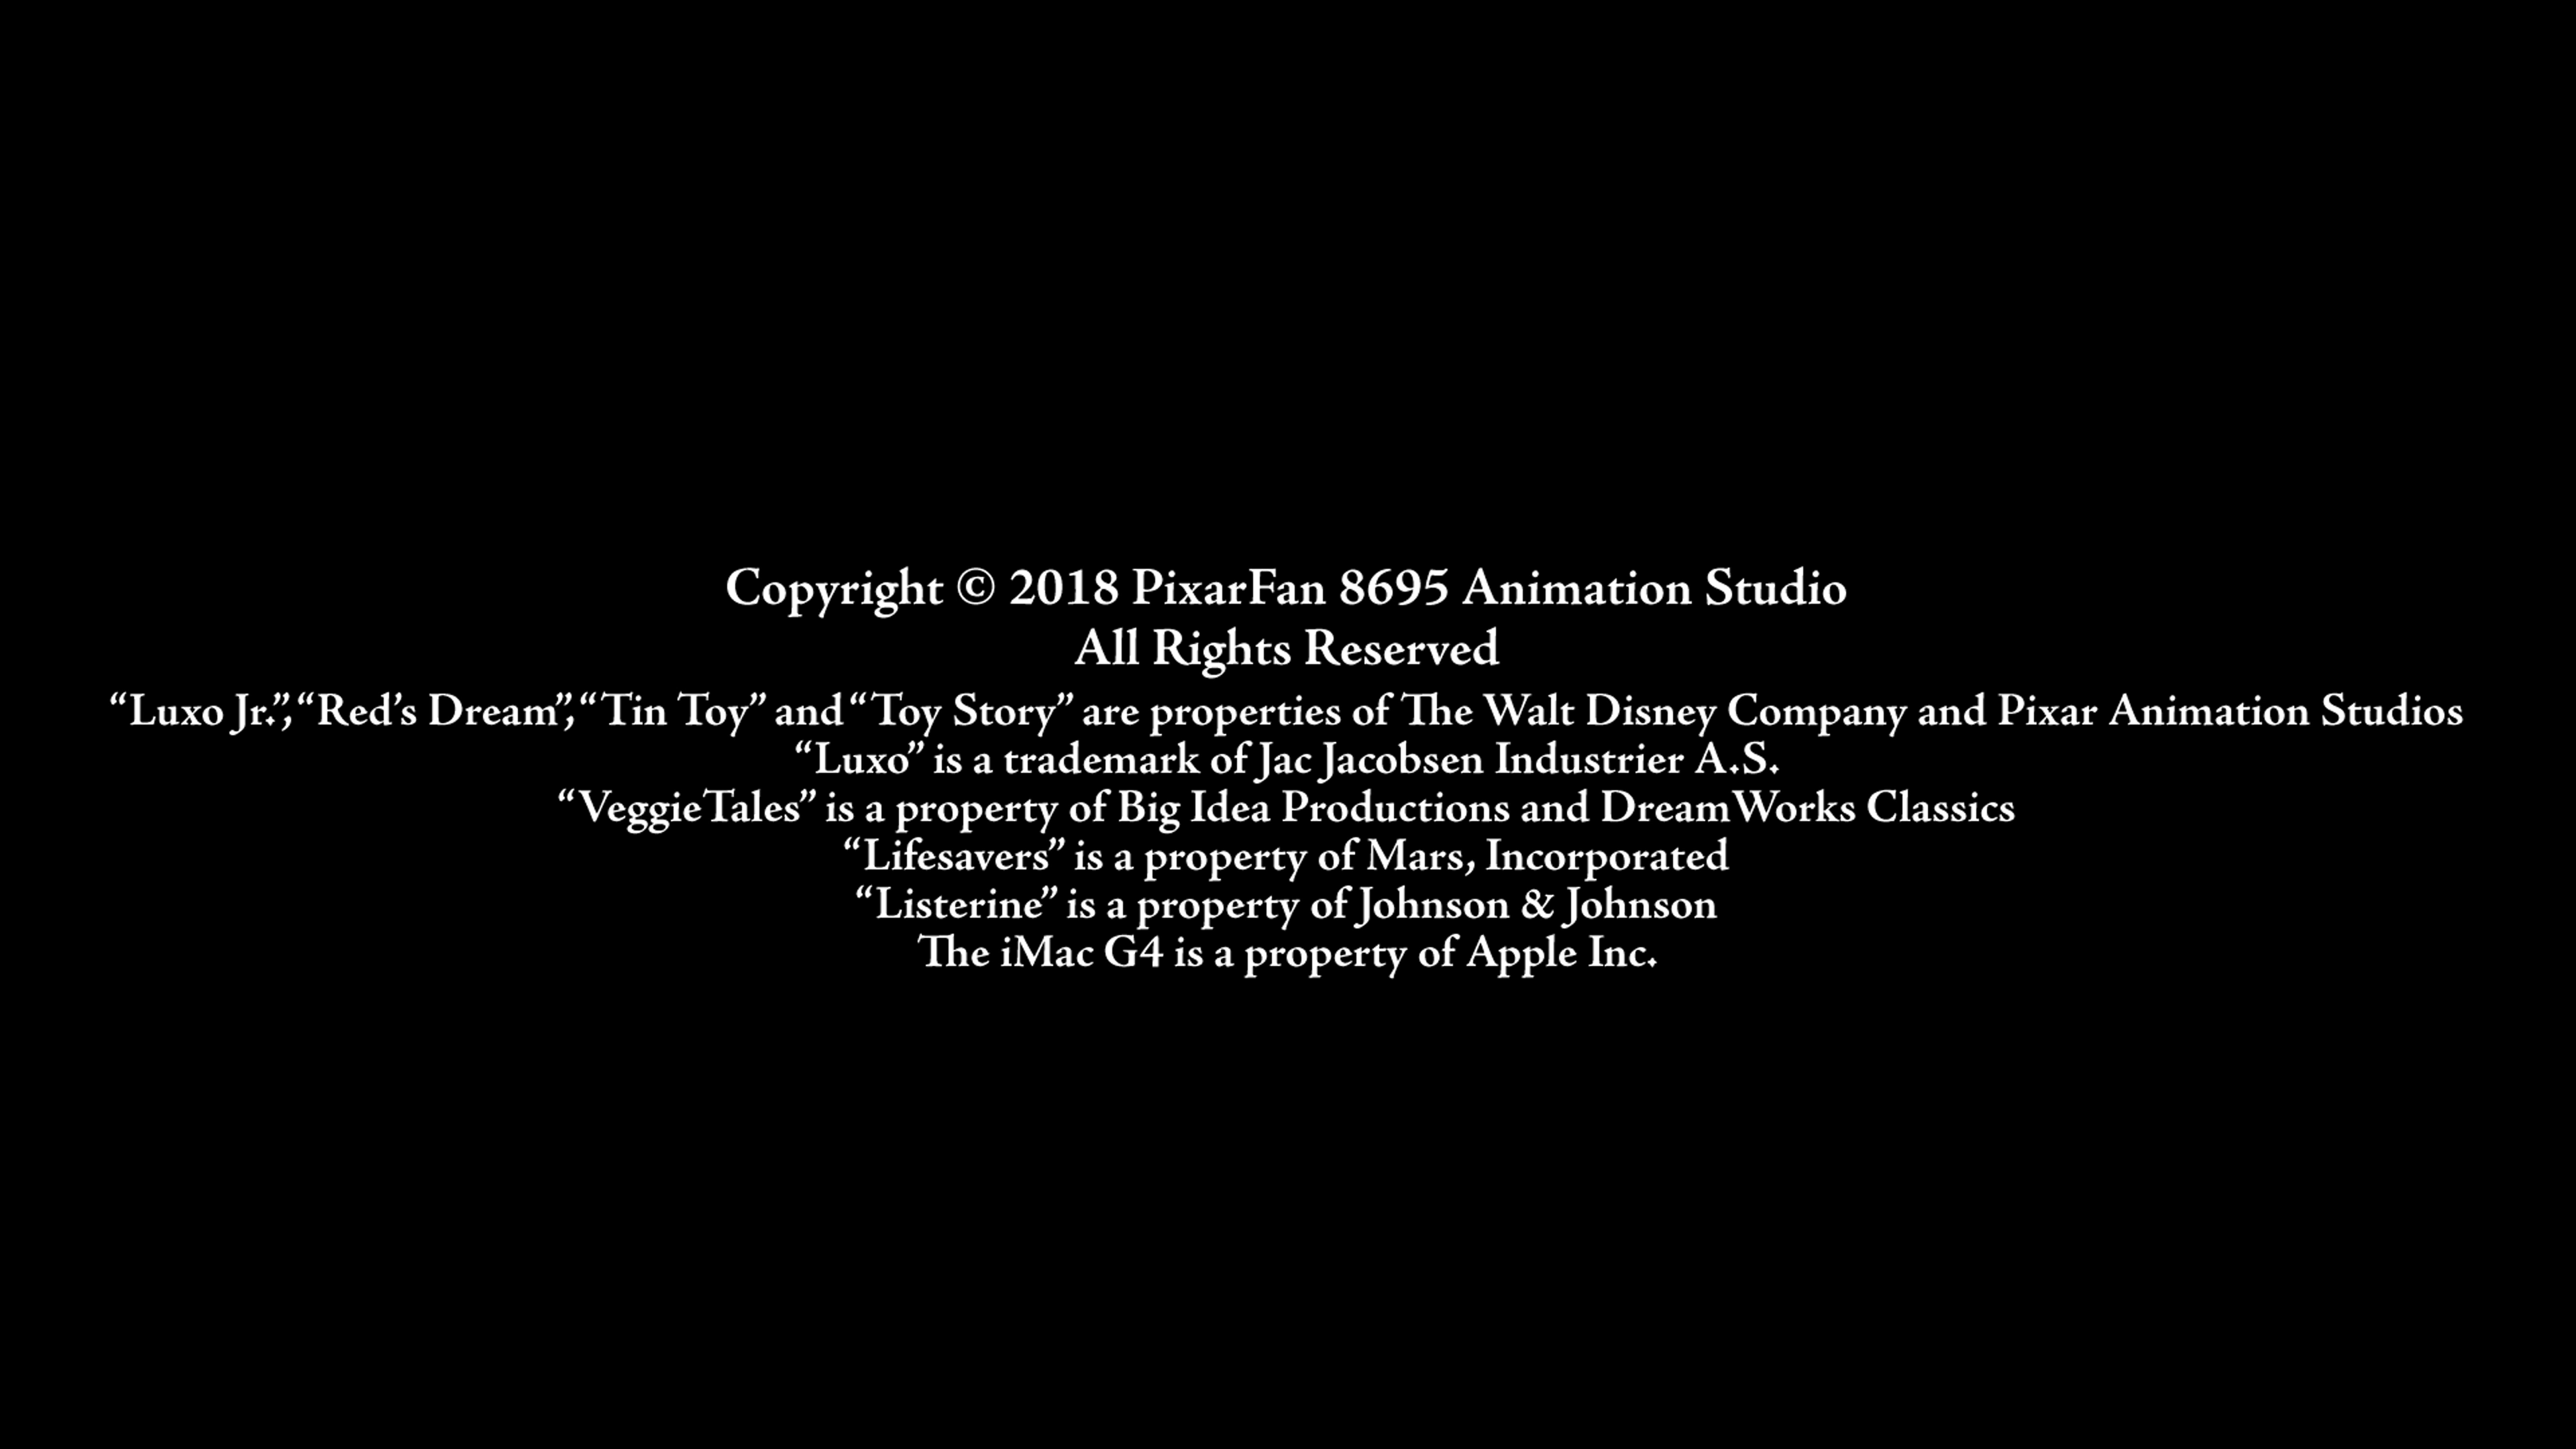 Copyright © 2018 PixarFan 8695 Animation Studio
All Rights Reserved
“Luxo Jr.”, “Red’s Dream”, “Tin Toy” and “Toy Story” are properties of The Walt Disney Company and Pixar Animation Studios
“Luxo” is a trademark of Jac Jacobsen Industrier A.S.
“VeggieTales” is a property of Big Idea Productions and DreamWorks Classics
“Lifesavers” is a property of Mars, Incorporated
“Listerine” is a property of Johnson & Johnson
The iMac G4 is a property of Apple Inc.